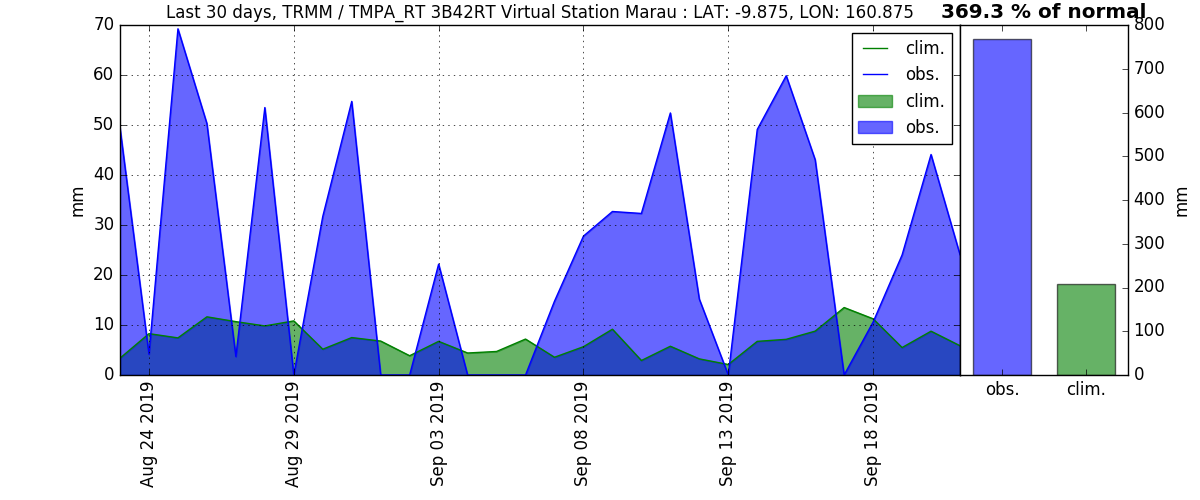 Last 30 days, TRMM / TMPA_RT 3B42RT Virtual Station Marau : LAT: -9.875, LON: 160.875
369.3 % of normal
70
60
50
40
30
20
10
0
mm
clim.
obs.
clim.
obs.
Aug 24 2019
Aug 29 2019
Sep 03 2019
Sep 08 2019
Sep 13 2019
Sep 18 2019
800
700
600
500
400
300
200
100
0
mm
obs.
clim.